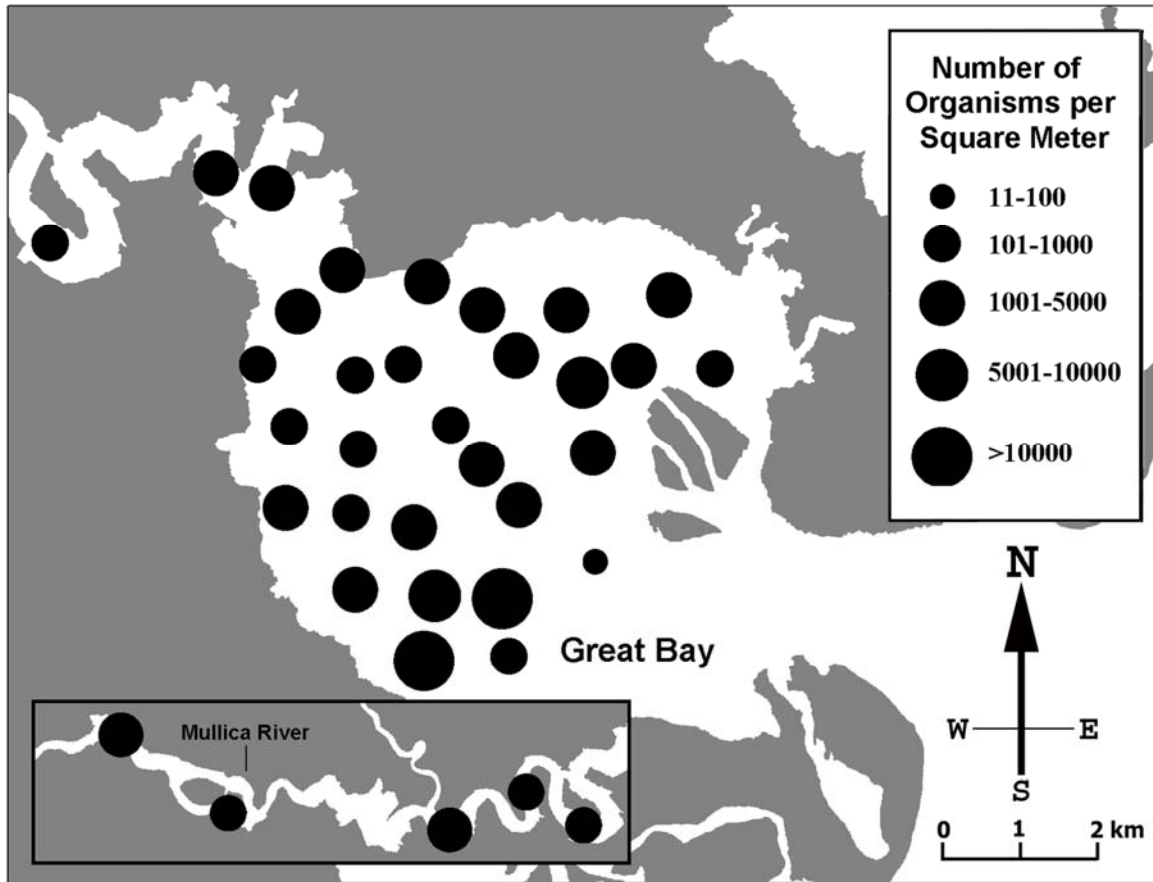 Number of
Organisms per
Square Meter
11-100
101-1000
1001-5000
5001-10000
>10000
N
W E
S
0 1 2 km
Great Bay
Mullica River